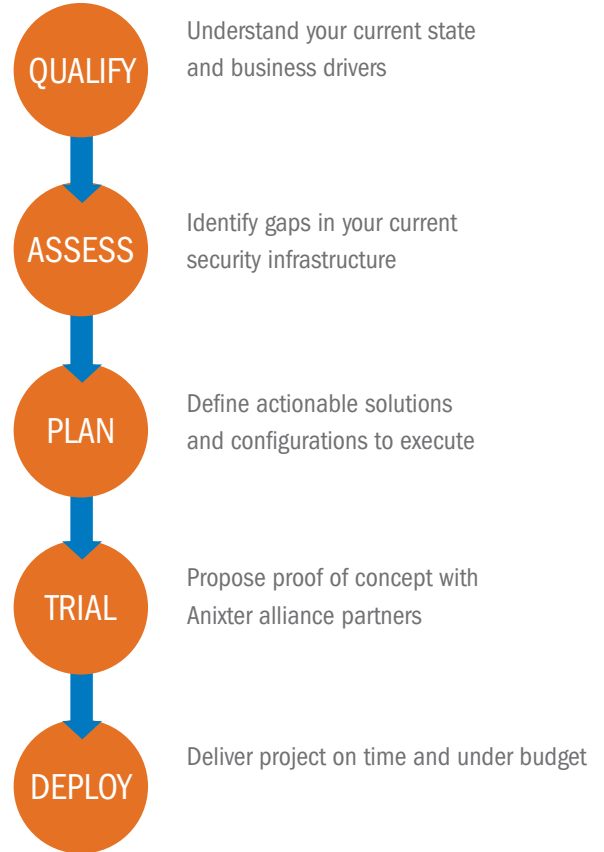 QUALIFY
Understand your current state
and business drivers
ASSESS
Identify gaps in your current
security infrastructure
PLAN
Define actionable solutions
and configurations to execute
TRIAL
Propose proof of concept with
Anixter alliance partners
DEPLOY
Deliver project on time and under budget